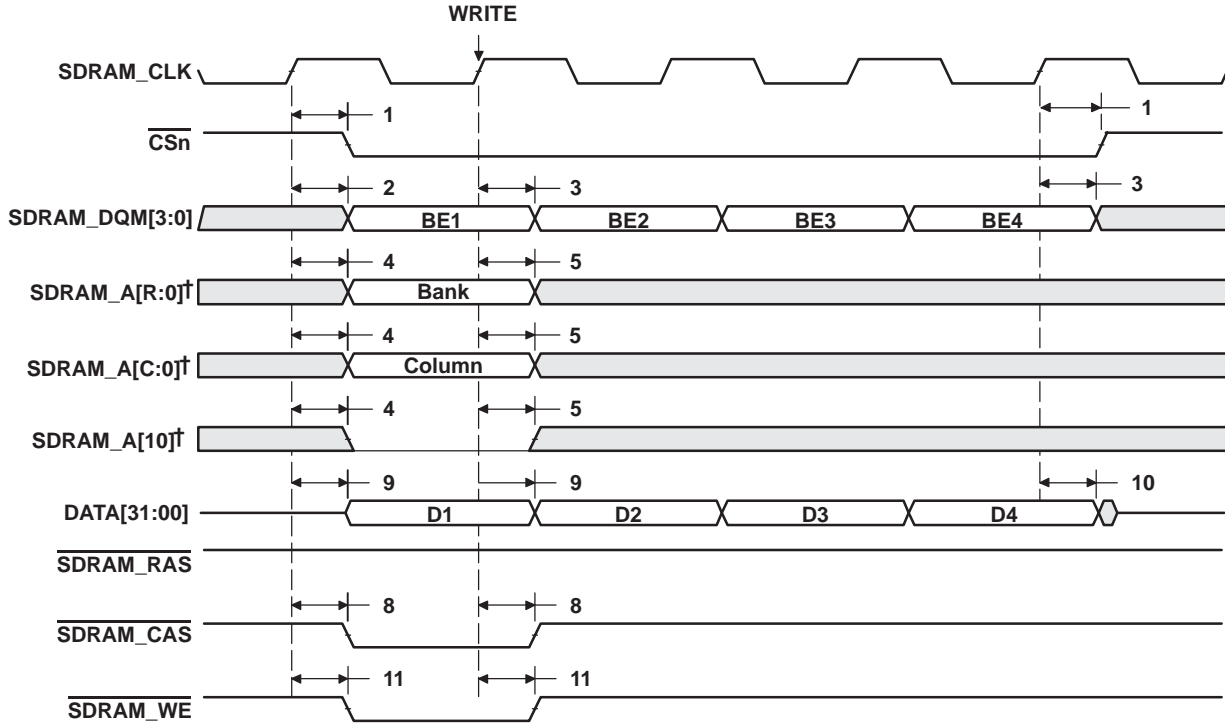 WRITE
SDRAM_CLK
1 1
CSn
2 3 3
SDRAM_DQM[3:0] BE1 BE2 BE3 BE4
4 5
SDRAM_A[R:0]† Bank
4 5
SDRAM_A[C:0]† Column
4 5
SDRAM_A[10]†
9 9 10
DATA[31:00] D1 D2 D3 D4
SDRAM_RAS
8 8
SDRAM_CAS
11 11
SDRAM_WE